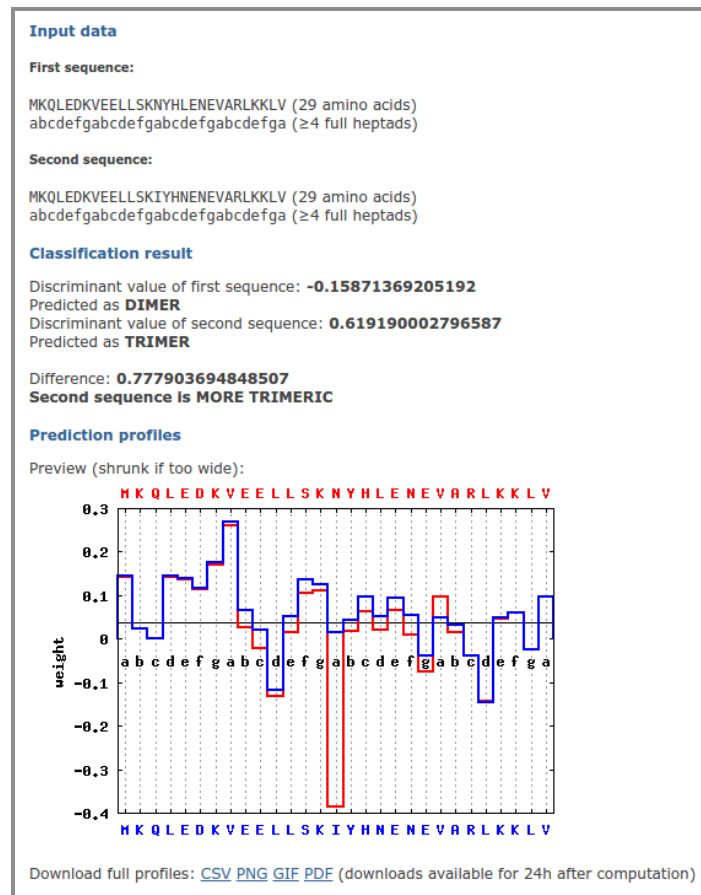 Input data
First sequence:
MKQLEDKVEELLSKNYHLENEVARLKKLV (29 amino acids)
abcdefgabcdefgabcdefgabcdefga (≥4 full heptads)
Second sequence:
MKQLEDKVEELLSKIYHNENEVARLKKLV (29 amino acids)
abcdefgabcdefgabcdefgabcdefga (≥4 full heptads)
Classification result
Discriminant value of first sequence: -0.15871369205192
Predicted as DIMER
Discriminant value of second sequence: 0.619190002796587
Predicted as TRIMER
Difference: 0.777903694848507
Second sequence is MORE TRIMERIC
Prediction profiles
Preview (shrunk if too wide):
M K Q L E D K V E E L L S K N Y H L E N E V A R L K K L V
0.3
0.2
0.1
0
-0.1
-0.2
-0.3
-0.4
weight
a b c d e f g a b c d e f g a b c d e f g a b c d e f g a
M K Q L E D K V E E L L S K I Y H N E N E V A R L K K L V
Download full profiles: CSV PNG GIF PDF (downloads available for 24h after computation)